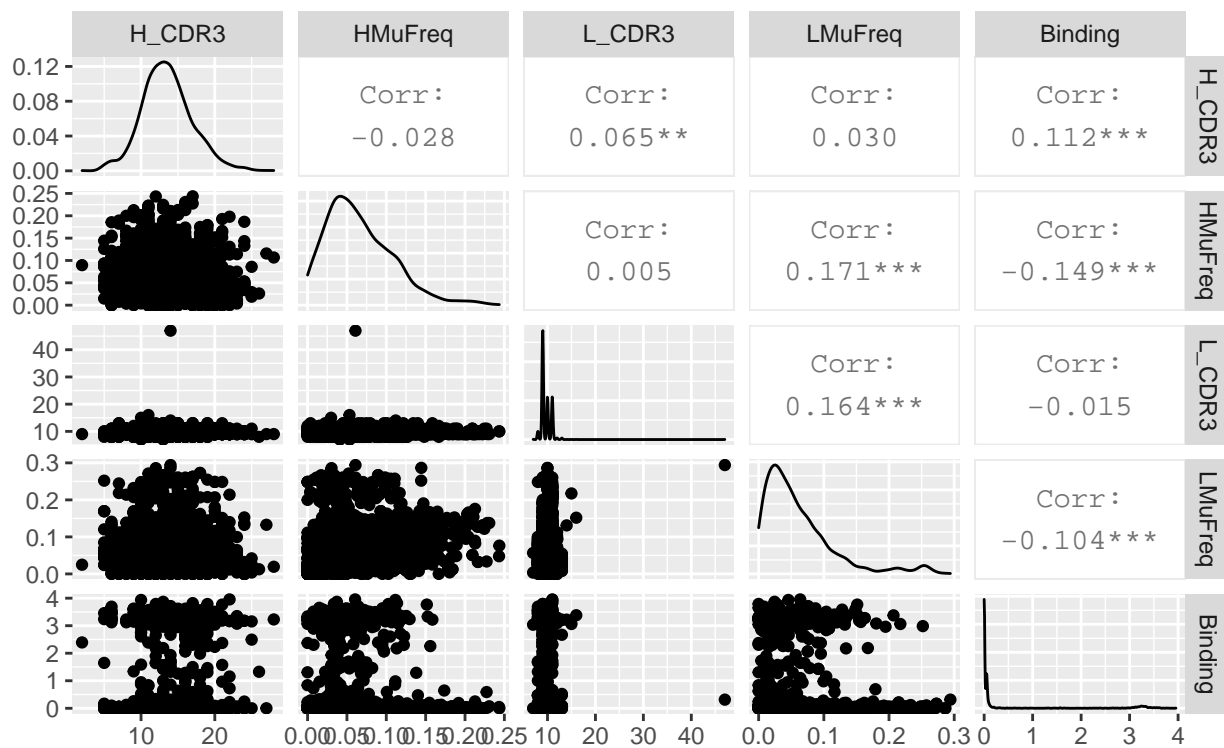 H_CDR3 HMuFreq L_CDR3 LMuFreq Binding
0.12
0.08
0.04
0.00
Corr:
-0.028
Corr:
0.065**
Corr:
0.030
Corr:
0.112***
H_CDR3
0.25
0.20
0.15
0.10
0.05
0.00
Corr:
0.005
Corr:
0.171***
Corr:
-0.149***
HMuFreq
40
30
20
10
Corr:
0.164***
Corr:
-0.015
L_CDR3
0.3
0.2
0.1
0.0
Corr:
-0.104***
LMuFreq
4
3
2
1
0
Binding
10 20 0.00 0.05 0.10 0.15 0.20 0.25 10 20 30 40 0.0 0.1 0.2 0.3 0 1 2 3 4